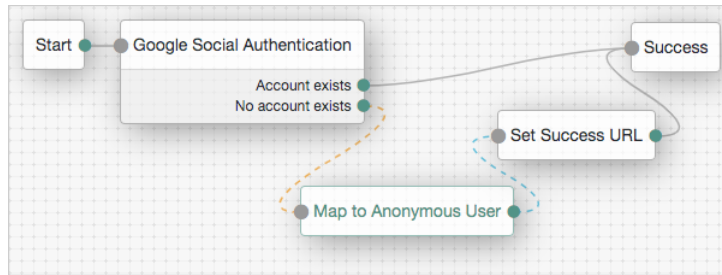 Start
Google Social Authentication
Success
Account exists
No account exists
Set Success URL
Map to Anonymous User